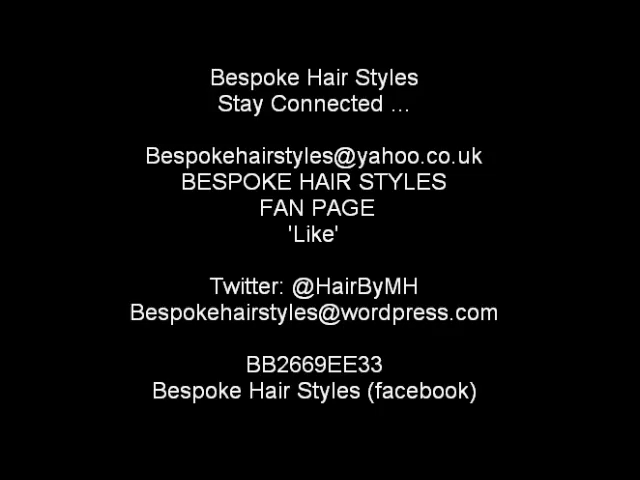 Bespoke Hair Styles
Stay Connected ...
Bespokehairstyles@yahoo.co.uk
BESPOKE HAIR STYLES
FAN PAGE
'Like'
Twitter: @HairByMH
Bespokehairstyles@wordpress.com
BB2669EE33
Bespoke Hair Styles (facebook)